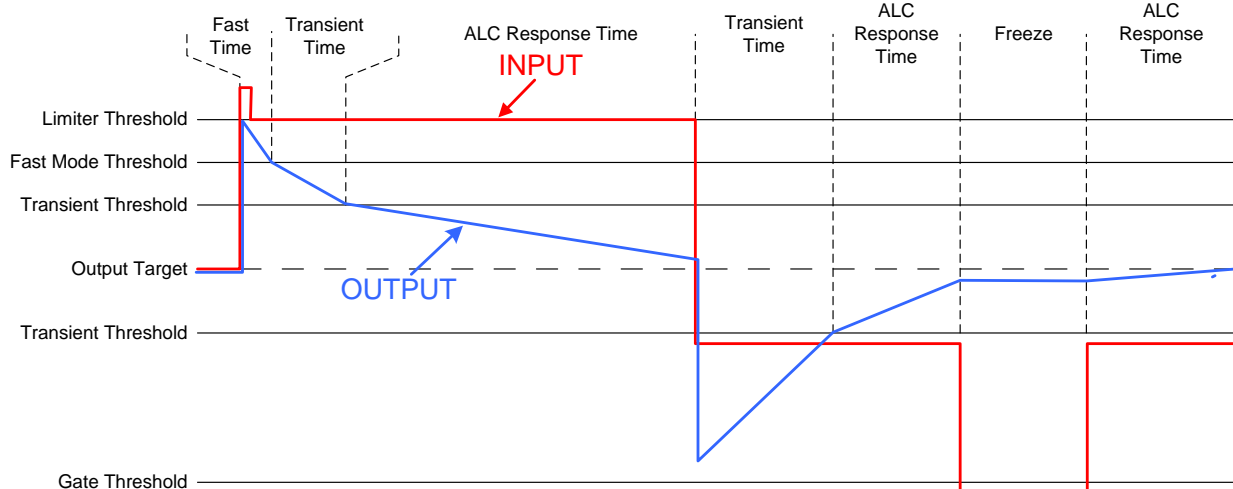 Fast
Time
Transient
Time
ALC Response Time
Transient
Time
ALC
Response
Time
Freeze
ALC
Response
Time
INPUT
Limiter Threshold
Fast Mode Threshold
Transient Threshold
Output Target
OUTPUT
Transient Threshold
Gate Threshold